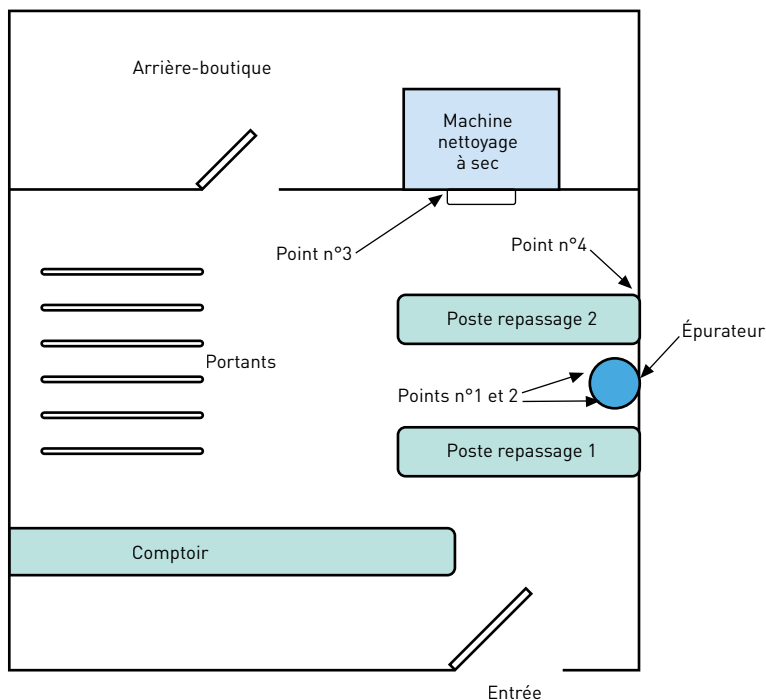 Arrière-boutique
Machine
nettoyage
à sec
Point n°3
Point n°4
Poste repassage 2
Épurateur
Portants
Points n°1 et 2
Poste repassage 1
Comptoir
Entrée